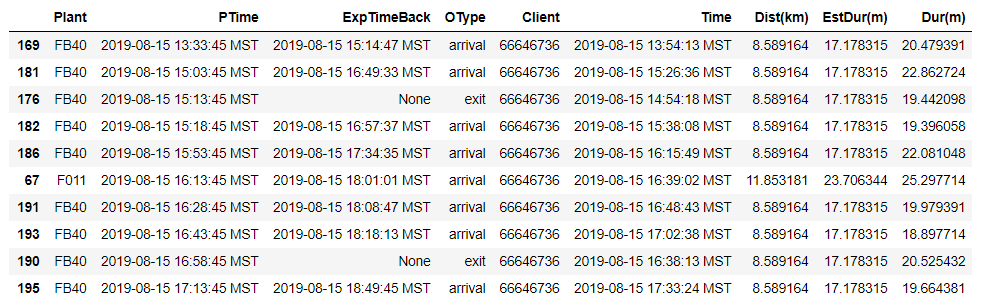 Plant PTime ExpTimeBack OType Client Time Dist(km) EstDur(m) Dur(m)
169 FB40 2019-08-15 13:33:45 MST 2019-08-15 15:14:47 MST arrival 66646736 2019-08-15 13:54:13 MST 8.589164 17.178315 20.479391
181 FB40 2019-08-15 15:03:45 MST 2019-08-15 16:49:33 MST arrival 66646736 2019-08-15 15:26:36 MST 8.589164 17.178315 22.862724
176 FB40 2019-08-15 15:13:45 MST None exit 66646736 2019-08-15 14:54:18 MST 8.589164 17.178315 19.442098
182 FB40 2019-08-15 15:18:45 MST 2019-08-15 16:57:37 MST arrival 66646736 2019-08-15 15:38:08 MST 8.589164 17.178315 19.396058
186 FB40 2019-08-15 15:53:45 MST 2019-08-15 17:34:35 MST arrival 66646736 2019-08-15 16:15:49 MST 8.589164 17.178315 22.081048
67 F011 2019-08-15 16:13:45 MST 2019-08-15 18:01:01 MST arrival 66646736 2019-08-15 16:39:02 MST 11.853181 23.706344 25.297714
191 FB40 2019-08-15 16:28:45 MST 2019-08-15 18:08:47 MST arrival 66646736 2019-08-15 16:48:43 MST 8.589164 17.178315 19.979391
193 FB40 2019-08-15 16:43:45 MST 2019-08-15 18:18:13 MST arrival 66646736 2019-08-15 17:02:38 MST 8.589164 17.178315 18.897714
190 FB40 2019-08-15 16:58:45 MST None exit 66646736 2019-08-15 16:38:13 MST 8.589164 17.178315 20.525432
195 FB40 2019-08-15 17:13:45 MST 2019-08-15 18:49:45 MST arrival 66646736 2019-08-15 17:33:24 MST 8.589164 17.178315 19.664381